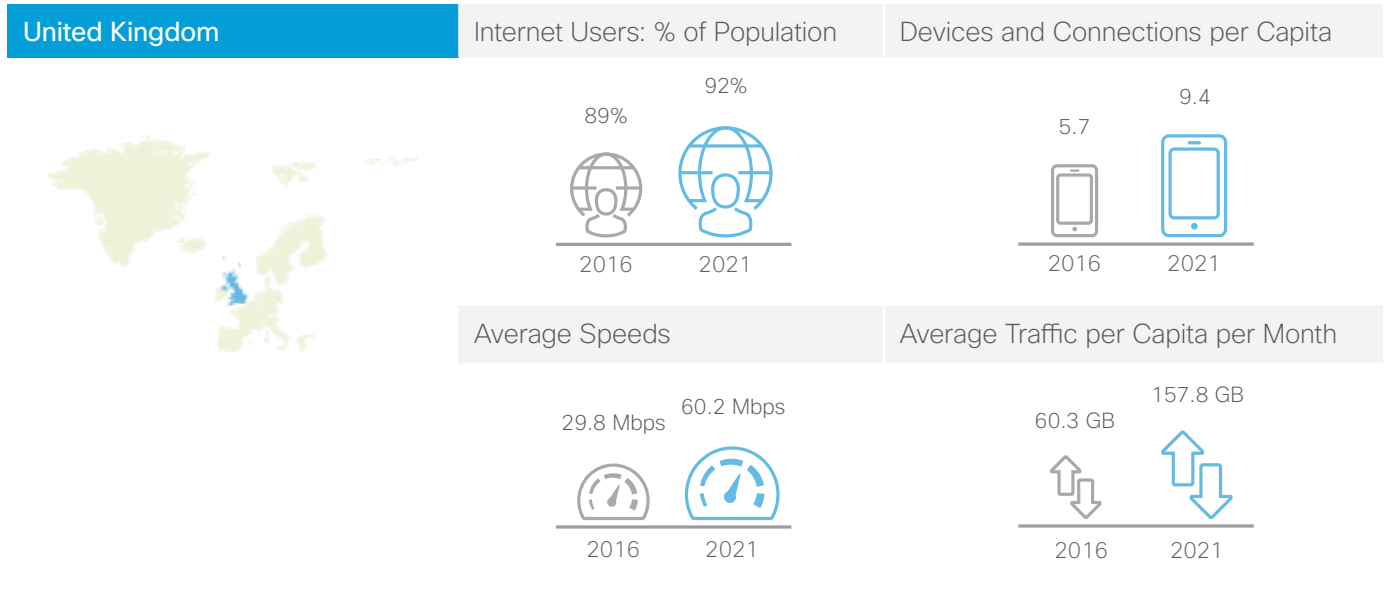 United Kingdom
Internet Users: % of Population
89%
92%
2016
2021
Devices and Connections per Capita
5.7
9.4
2016
2021
Average Speeds
29.8 Mbps
60.2 Mbps
2016
2021
Average Traffic per Capita per Month
60.3 GB
157.8 GB
2016
2021